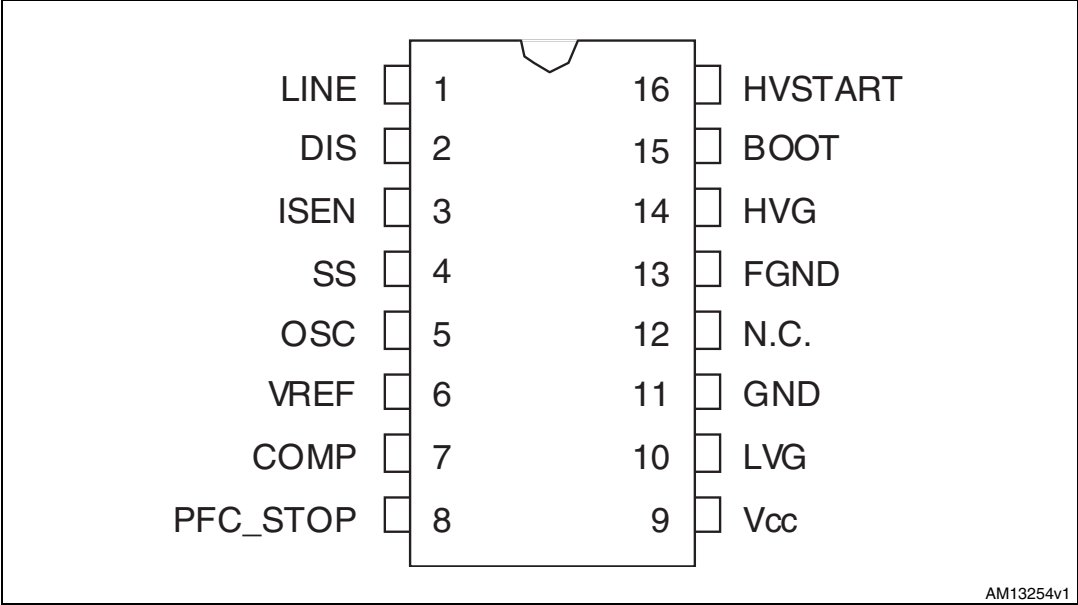 LINE 1 16 HVSTART
DIS 2 15 BOOT
ISEN 3 14 HVG
SS 4 13 FGND
OSC 5 12 N.C.
VREF 6 11 GND
COMP 7 10 LVG
PFC_STOP 8 9 Vcc
AM13254v1